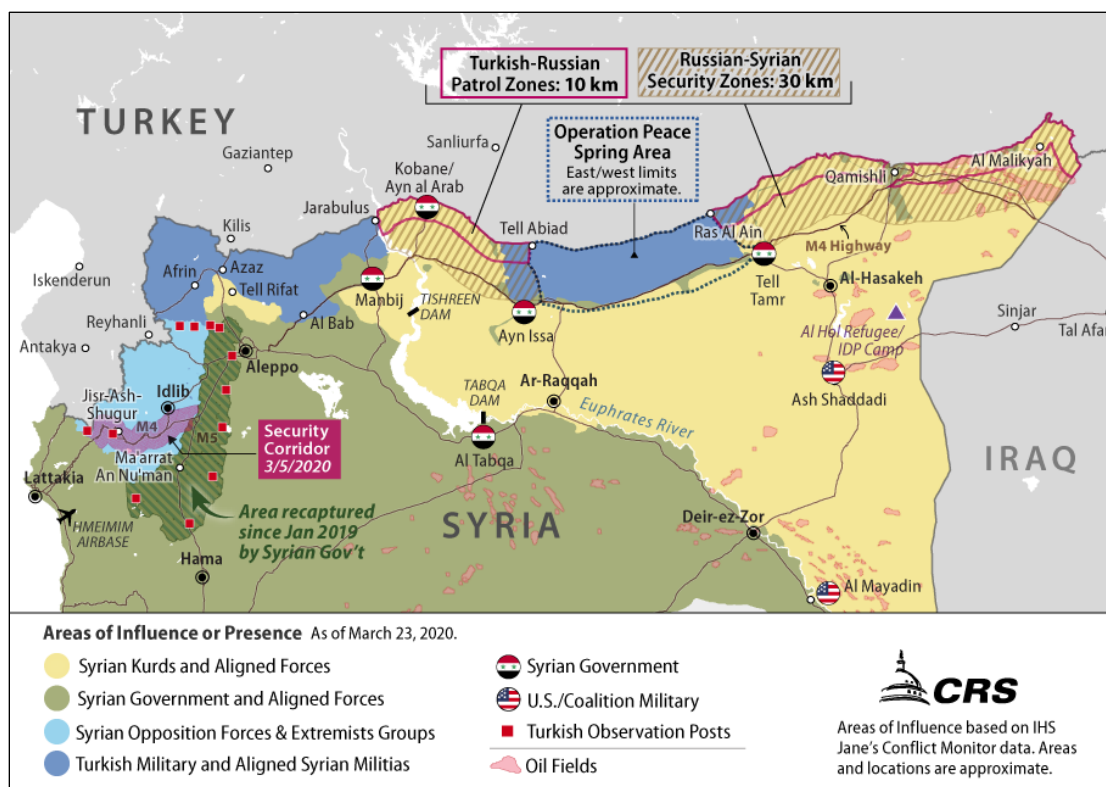 Turkish-Russian
Patrol Zones: 10 km
Russian-Syrian
Security Zones: 30 km
TURKEY
Operation Peace
Spring Area
East/west limits
are approximate.
Sanliurfa
Gaziantep
Kobane/
Ayn al Arab
Al Malikyah
Qamishli
Jarabulus
Kilis
Tell Abiad
Ras Al Ain
M4 Highway
Iskenderun
Afrin
Azaz
Tell Rifat
Manbij
TISHREEN
DAM
Tell
Tamr
Al-Hasakeh
Reyhanli
Al Bab
Ayn Issa
Al Hol Refugee/
IDP Camp
Sinjar
Tal Afar
Antakya
Aleppo
Idlib
Jisr-Ash-
Shugur
M4
M5
TABQA
DAM
Ar-Raqqah
Euphrates River
Ash Shaddadi
Security
Corridor
3/5/2020
Ma'arrat
An Nu'man
Al Tabqa
IRAQ
Lattakia
HMEIMIM
AIRBASE
Area recaptured
since Jan 2019
by Syrian Gov't
SYRIA
Deir-ez-Zor
Hama
Al Mayadin
Areas of Influence or Presence As of March 23, 2020.
Syrian Kurds and Aligned Forces
Syrian Government and Aligned Forces
Syrian Opposition Forces & Extremists Groups
Turkish Military and Aligned Syrian Militias
Syrian Government
U.S./Coalition Military
Turkish Observation Posts
Oil Fields
CRS
Areas of Influence based on IHS
Jane's Conflict Monitor data. Areas
and locations are approximate.